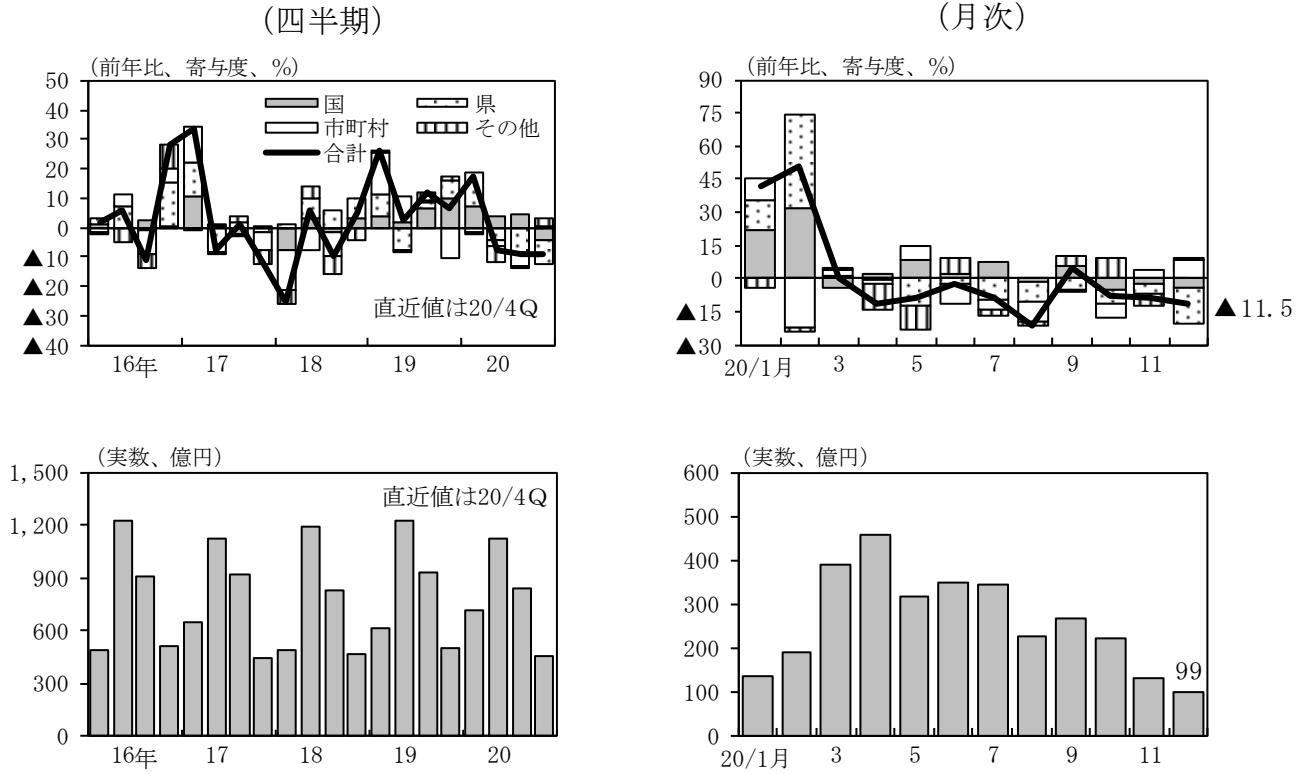 (四半期)
(前年比、寄与度、%)
50
40
30
20
10
0
▲10
▲20
▲30
▲40
国
県
市町村
その他
合計
直近値は20/4Q
16年 17 18 19 20
(月次)
(前年比、寄与度、%)
90
75
60
45
30
15
0
▲15
▲30
▲11.5
20/1月 3 5 7 9 11
(実数、億円)
1,500
1,200
900
600
300
0
直近値は20/4Q
16年 17 18 19 20
(実数、億円)
600
500
400
300
200
100
0
99
20/1月 3 5 7 9 11